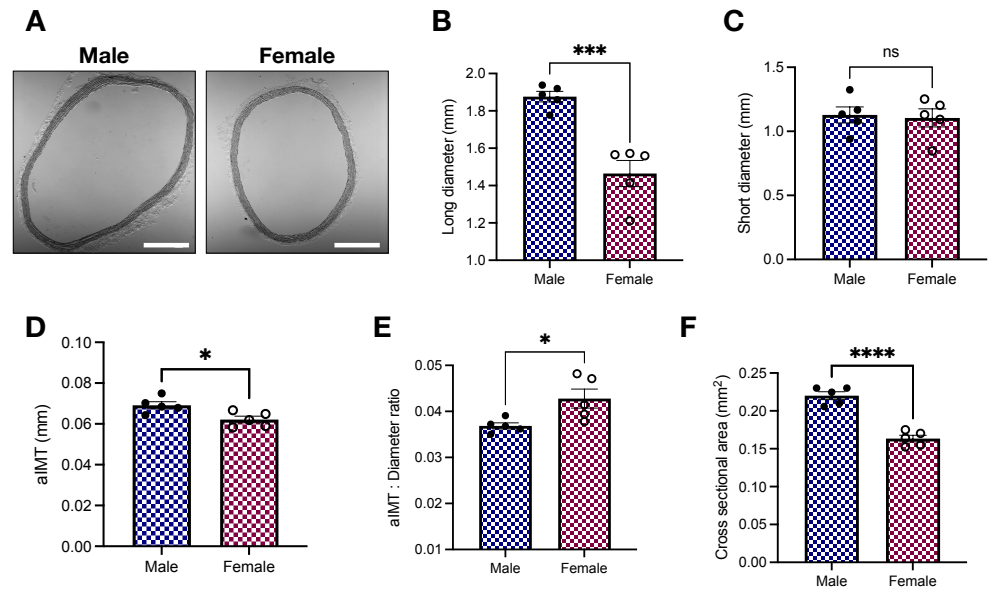 A
Male
Female
B
***
Long diameter (mm)
2.0
1.8
1.6
1.4
1.2
1.0
Male
Female
C
ns
Short diameter (mm)
1.5
1.0
0.5
0.0
Male
Female
D
*
aIMT (mm)
0.10
0.08
0.06
0.04
0.02
0.00
Male
Female
E
*
aIMT : Diameter ratio
0.05
0.04
0.03
0.02
0.01
Male
Female
F
****
Cross sectional area (mm²)
0.25
0.20
0.15
0.10
0.05
0.00
Male
Female